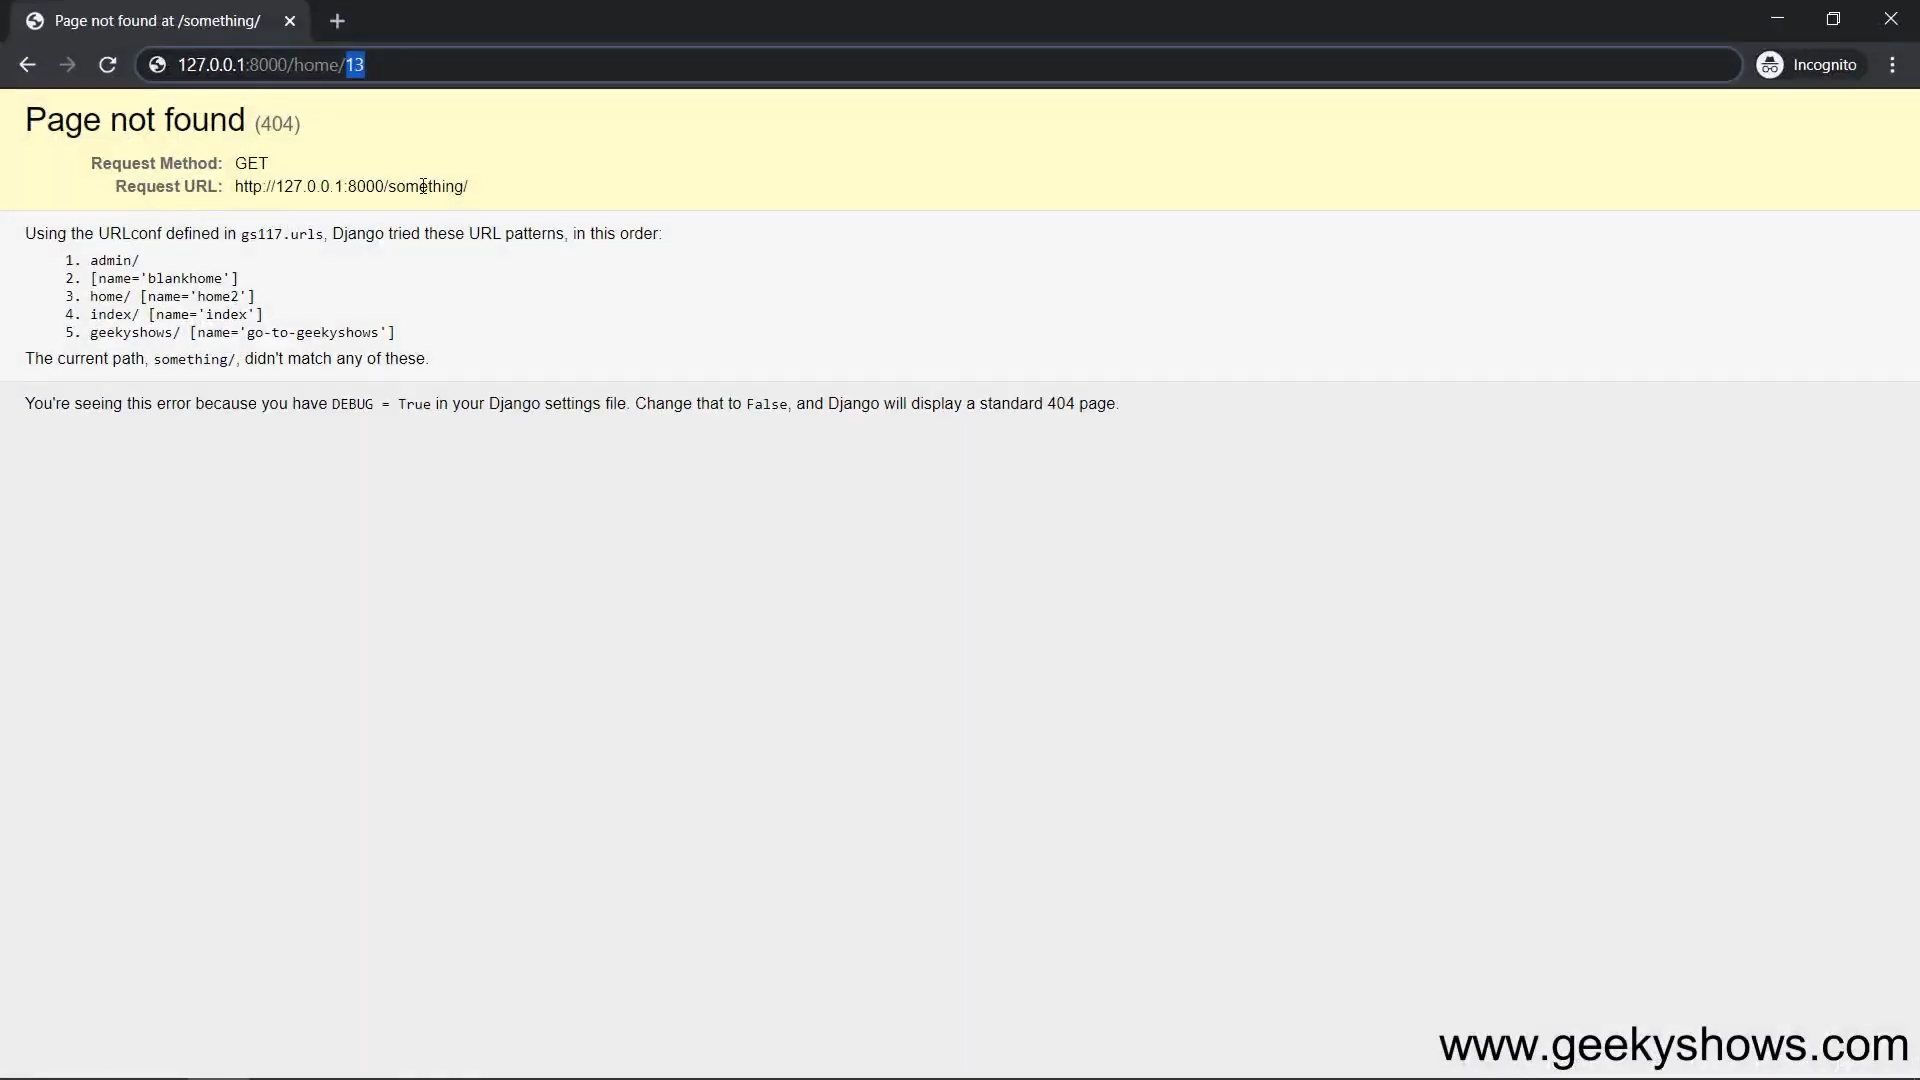 Page not found at /something/
127.0.0.1:8000/home/13
Incognito
Page not found (404)
Request Method: GET
Request URL: http://127.0.0.1:8000/something/
Using the URLconf defined in gs117.urls, Django tried these URL patterns, in this order:
1. admin/
2. [name='blankhome']
3. home/ [name='home2']
4. index/ [name='index']
5. geekyshows/ [name='go-to-geekyshows']
The current path, something/, didn't match any of these.
You're seeing this error because you have DEBUG = True in your Django settings file. Change that to False, and Django will display a standard 404 page.
www.geekyshows.com